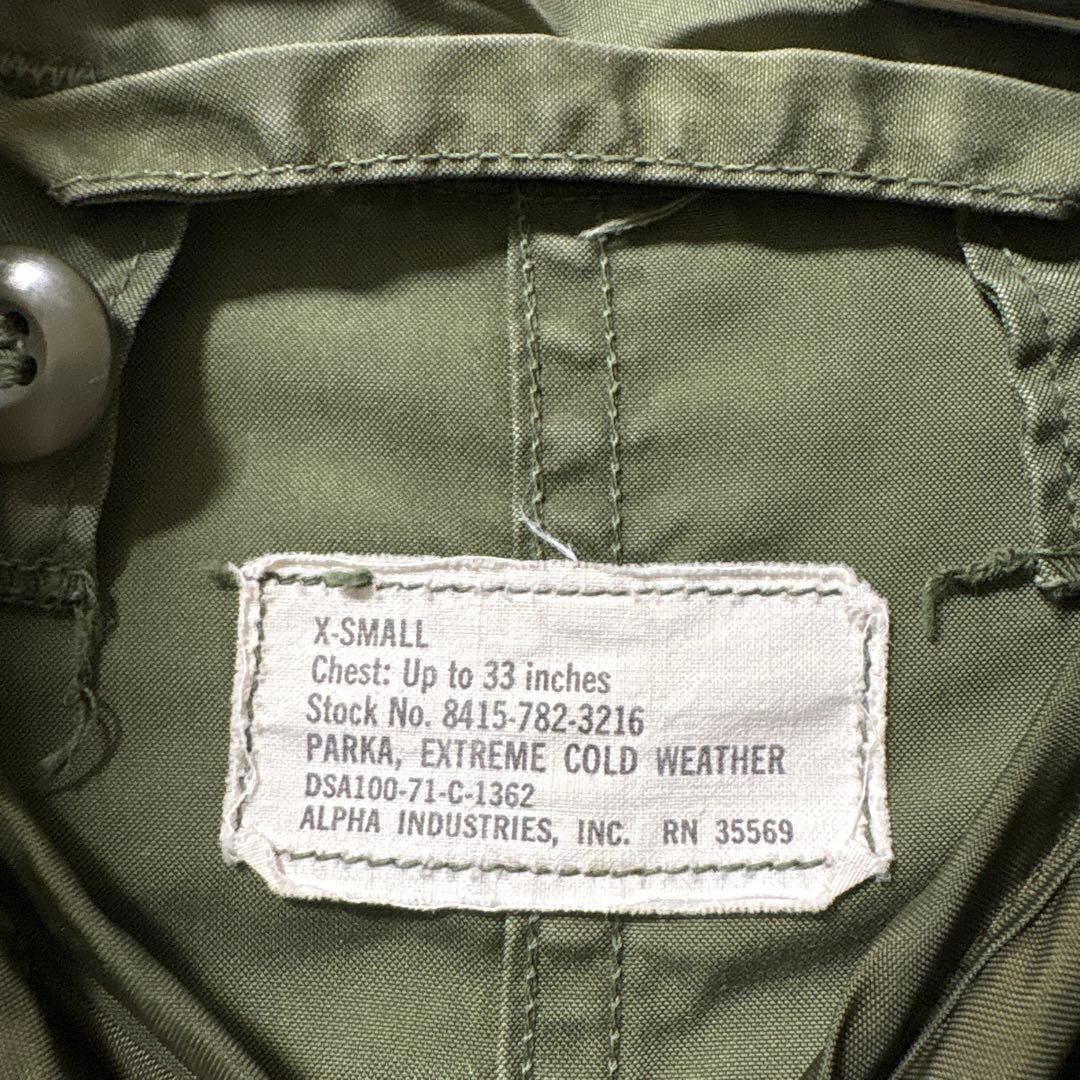 X-SMALL
Chest: Up to 33 inches
Stock No. 8415-782-3216
PARKA, EXTREME COLD WEATHER
DSA100-71-C-1362
ALPHA INDUSTRIES, INC. RN 35569